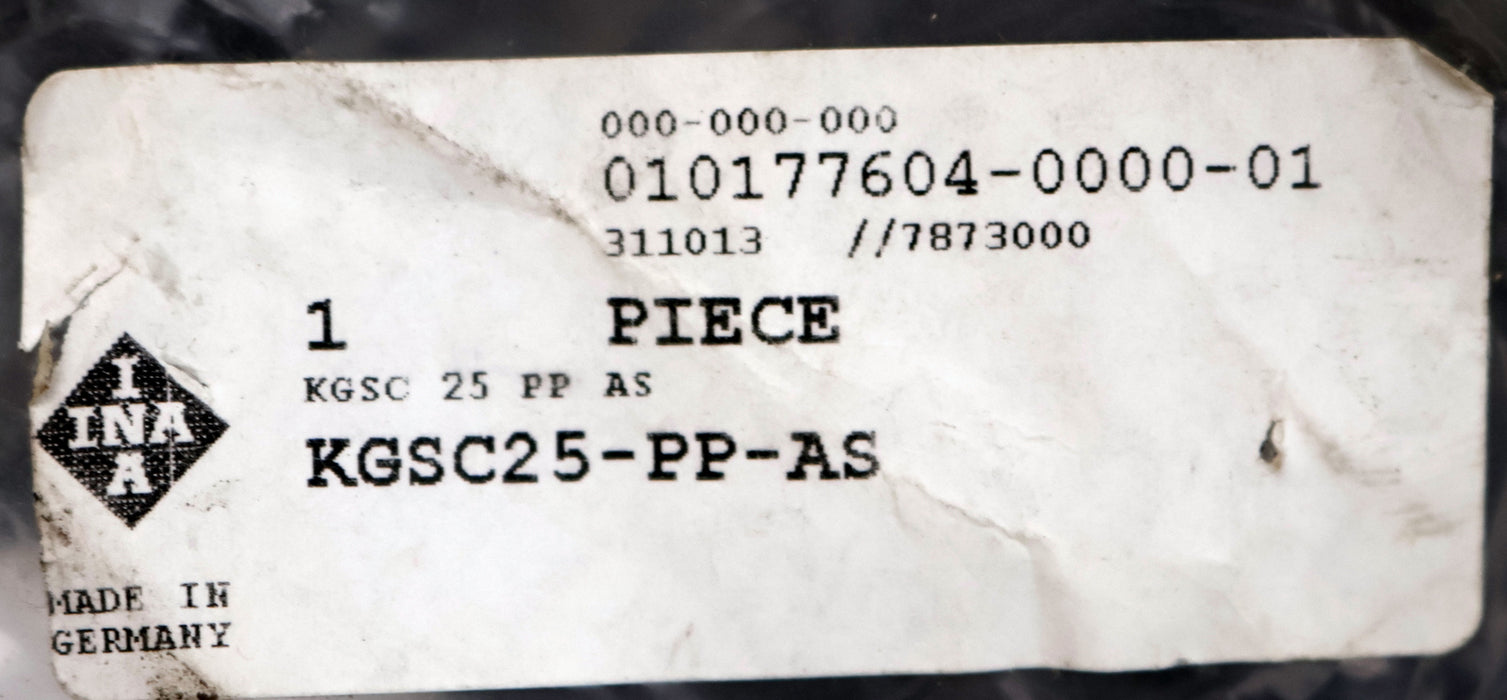 000-000-000
010177604-0000-01
311013 //7873000
1 PIECE
KGSC 25 PP AS
KGSC25-PP-AS
I
INA
A
MADE IN
GERMANY